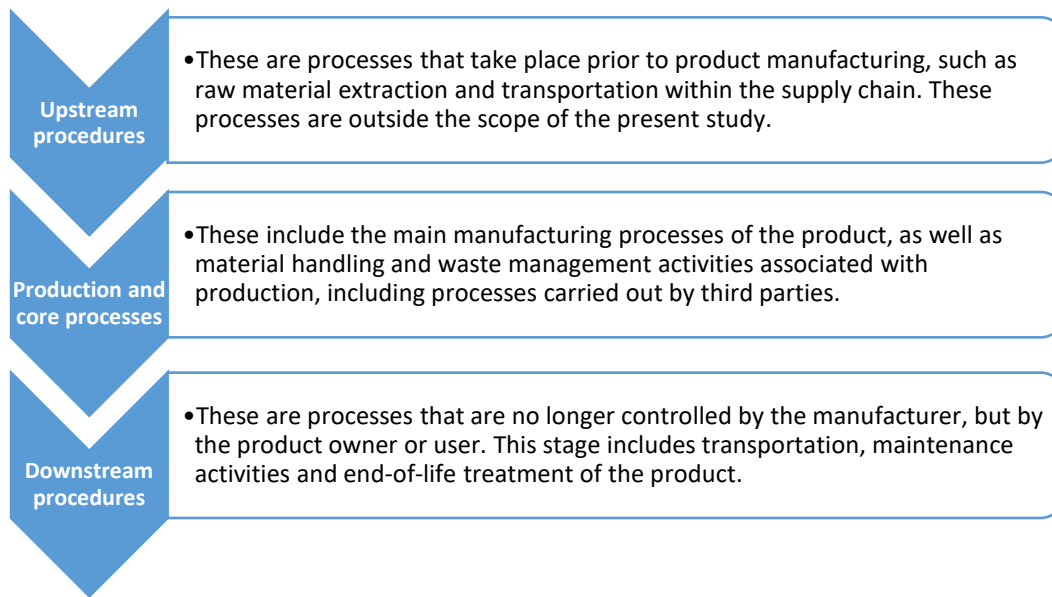 Upstream
procedures
•These are processes that take place prior to product manufacturing, such as
raw material extraction and transportation within the supply chain. These
processes are outside the scope of the present study.
Production and
core processes
•These include the main manufacturing processes of the product, as well as
material handling and waste management activities associated with
production, including processes carried out by third parties.
Downstream
procedures
•These are processes that are no longer controlled by the manufacturer, but by
the product owner or user. This stage includes transportation, maintenance
activities and end-of-life treatment of the product.